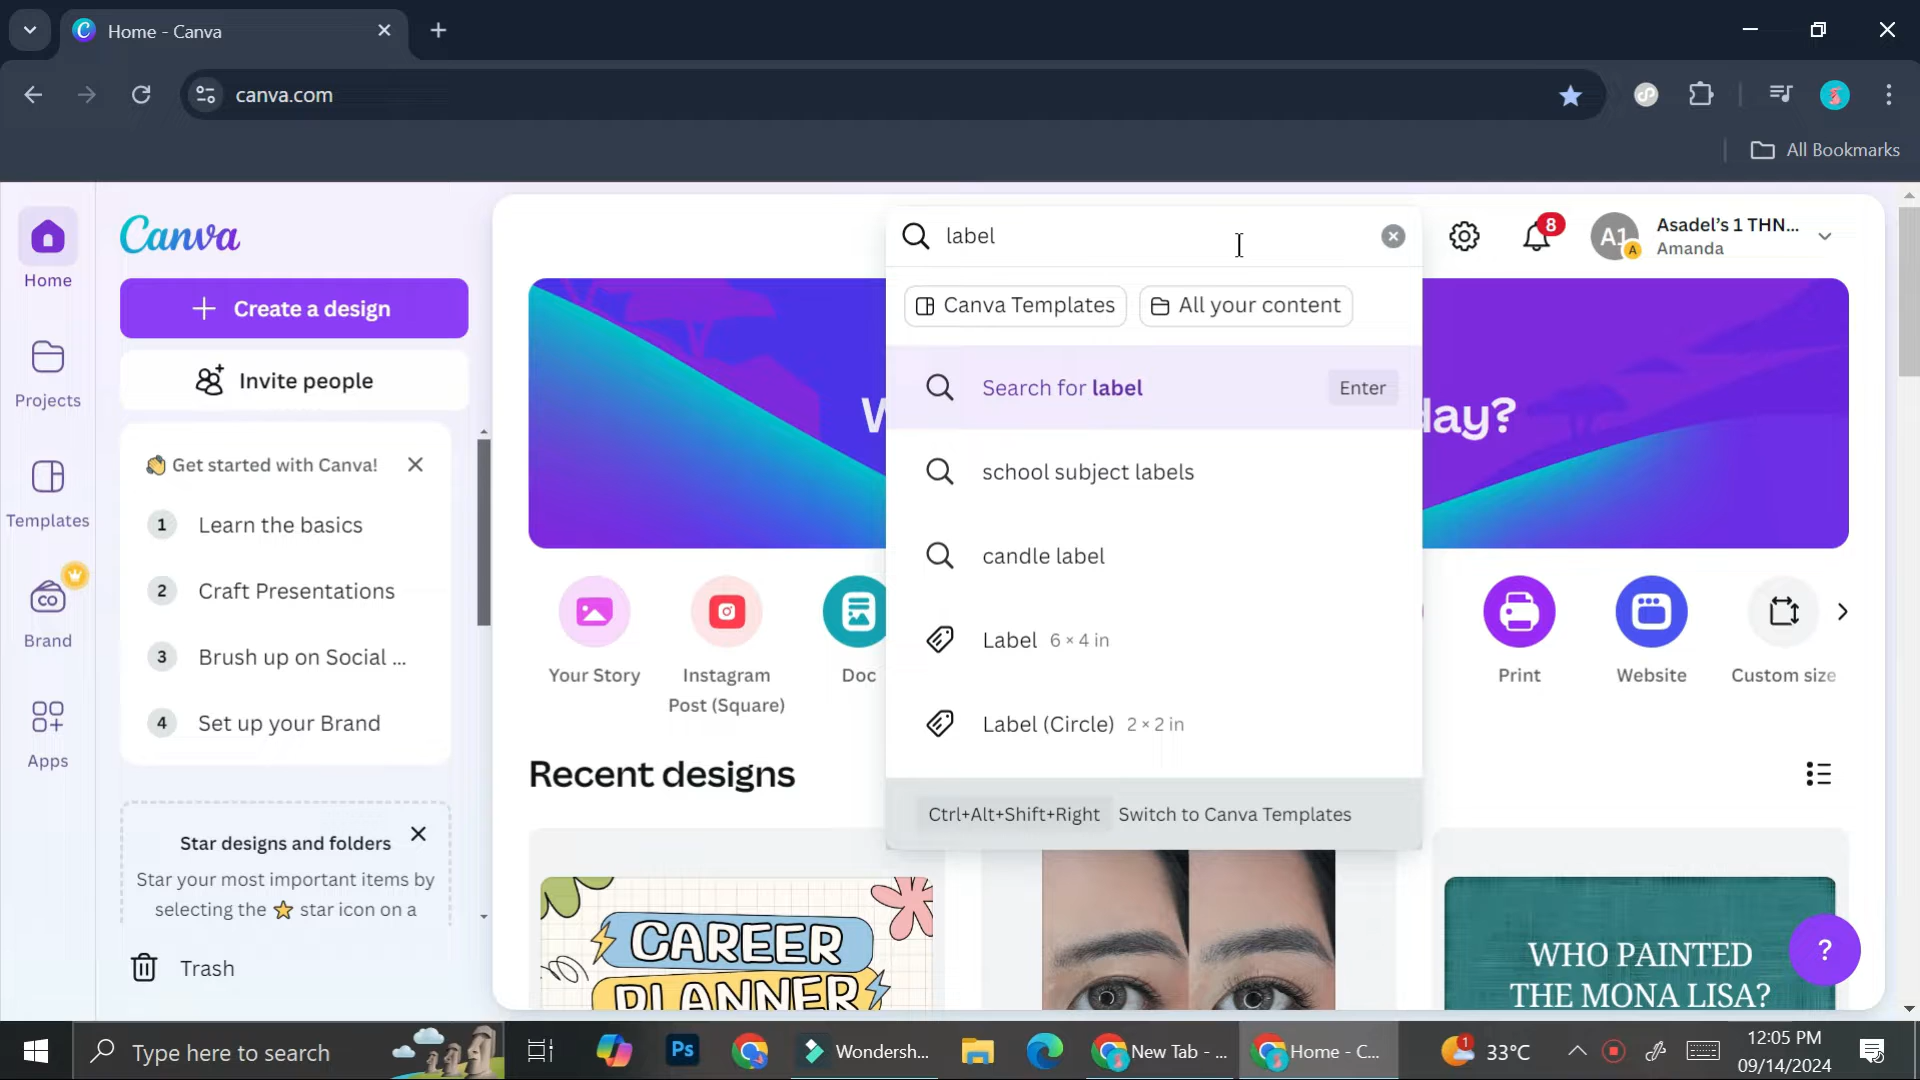 Home - Canva
canva.com
All Bookmarks
Canva
label
8
A1
A
Asadel’s 1 THN...
Amanda
Home
Create a design
Canva Templates
All your content
Invite people
Search for label
Enter
day?
Projects
Get started with Canva!
school subject labels
Templates
1 Learn the basics
candle label
2 Craft Presentations
CO
Brand
Label 6 × 4 in
3 Brush up on Social ...
Your Story
Instagram
Post (Square)
Doc
Print
Website
Custom size
4 Set up your Brand
Label (Circle) 2 × 2 in
Apps
Recent designs
Ctrl+Alt+Shift+Right Switch to Canva Templates
Star designs and folders
Star your most important items by
selecting the ⭐ star icon on a
Trash
CAREER
PLANNER
WHO PAINTED
THE MONA LISA?
?
Type here to search
Ps
Wondersh...
New Tab - ...
Home - C...
1
33°C
12:05 PM
09/14/2024